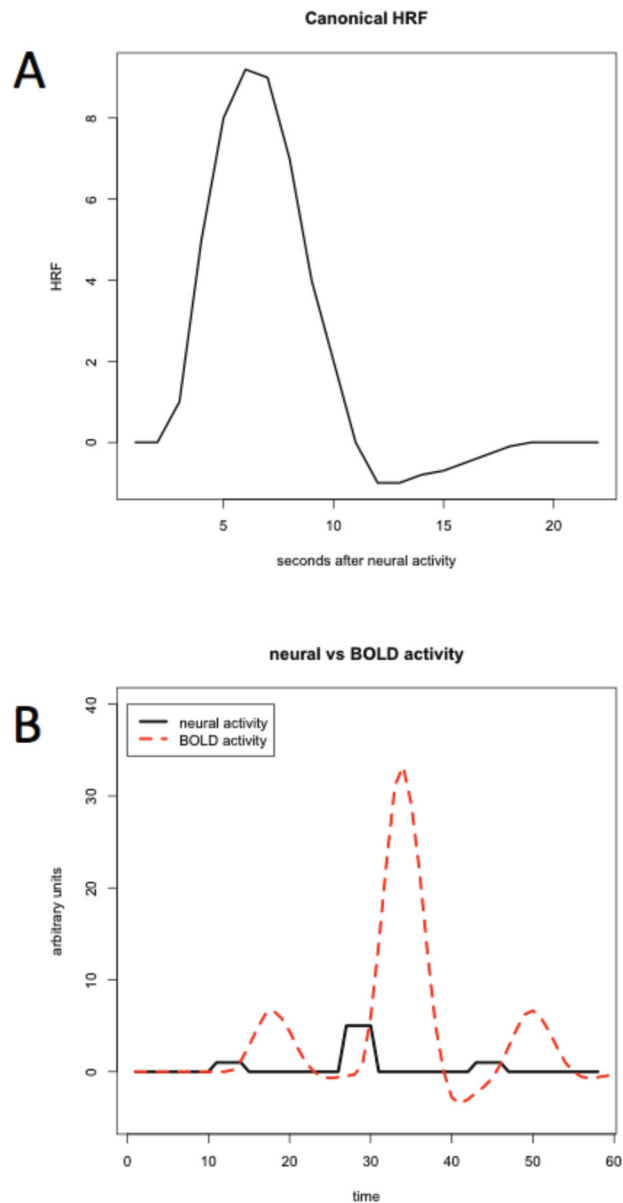 Canonical HRF
A
HRF
0 2 4 6 8
5 10 15 20
seconds after neural activity
neural vs BOLD activity
B
neural activity
BOLD activity
arbitrary units
0 10 20 30 40
0 10 20 30 40 50 60
time